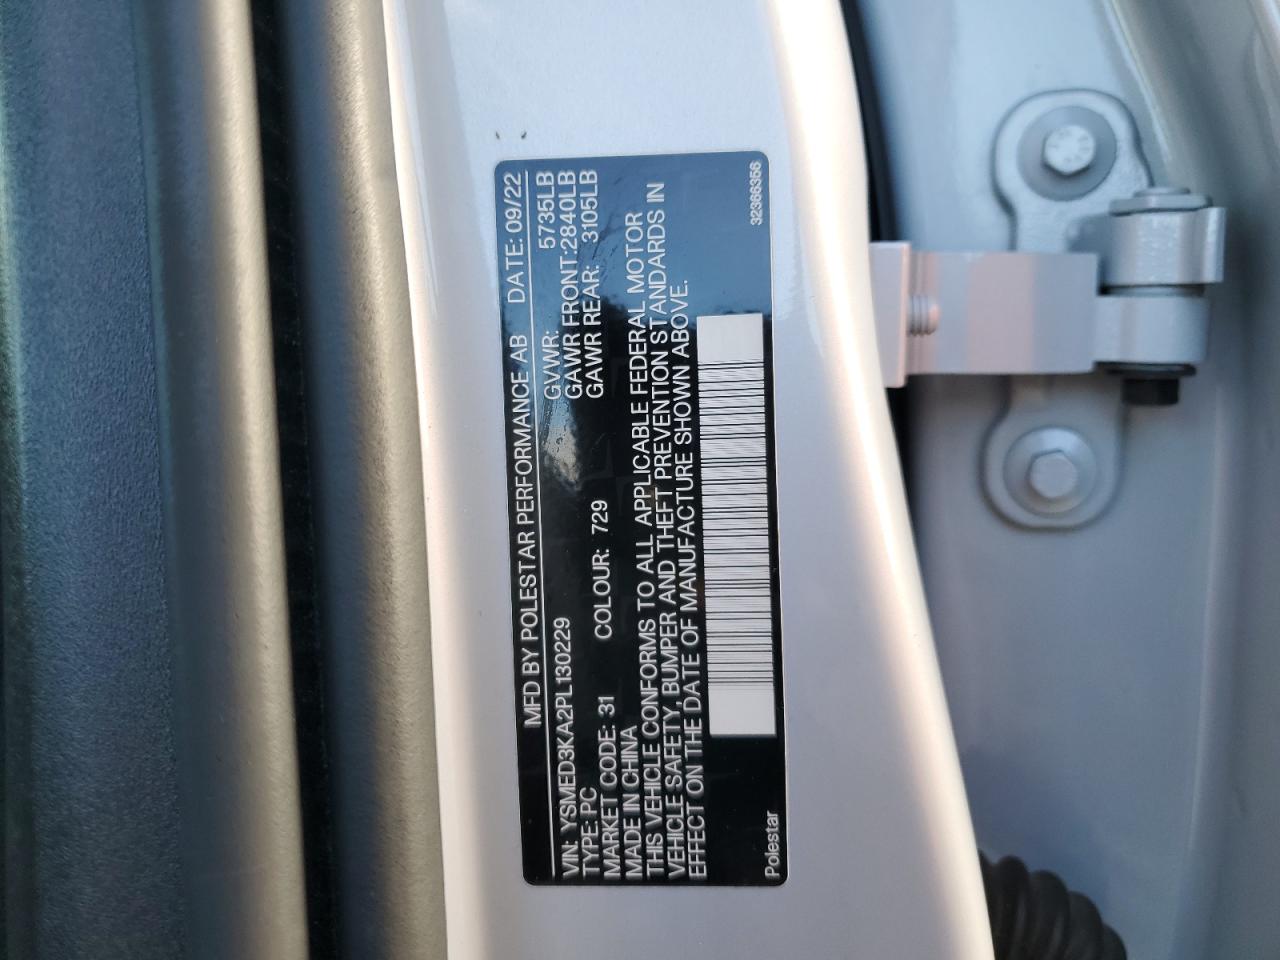 MFD BY POLESTAR PERFORMANCE AB DATE: 09/22
VIN: YSMED3KA2PL130229 GVWR: 5735LB
TYPE: PC GAWR FRONT:2840LB
MARKET CODE: 31 COLOUR: 729 GAWR REAR: 3105LB
MADE IN CHINA
THIS VEHICLE CONFORMS TO ALL APPLICABLE FEDERAL MOTOR
VEHICLE SAFETY, BUMPER AND THEFT PREVENTION STANDARDS IN
EFFECT ON THE DATE OF MANUFACTURE SHOWN ABOVE.
Polestar 32366356